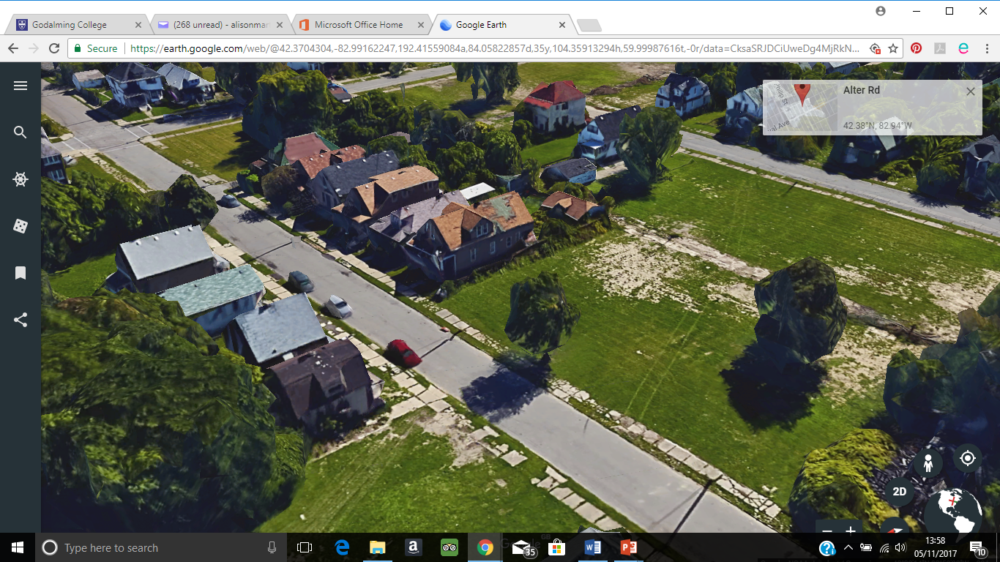 Godalming College
(268 unread) - alisonmar
Microsoft Office Home
Google Earth
Secure
https://earth.google.com/web/@42.3704304,-82.99162247,192.41559084a,84.05822857d,35y,104.35913294h,59.99987616t,-0r/data=CksaSRJDCiUweDg4MjRkN...
Philip St
Alter Rd
42.38°N, 82.94°W
2D
Google
GB
Type here to search
35
13:58
05/11/2017
10